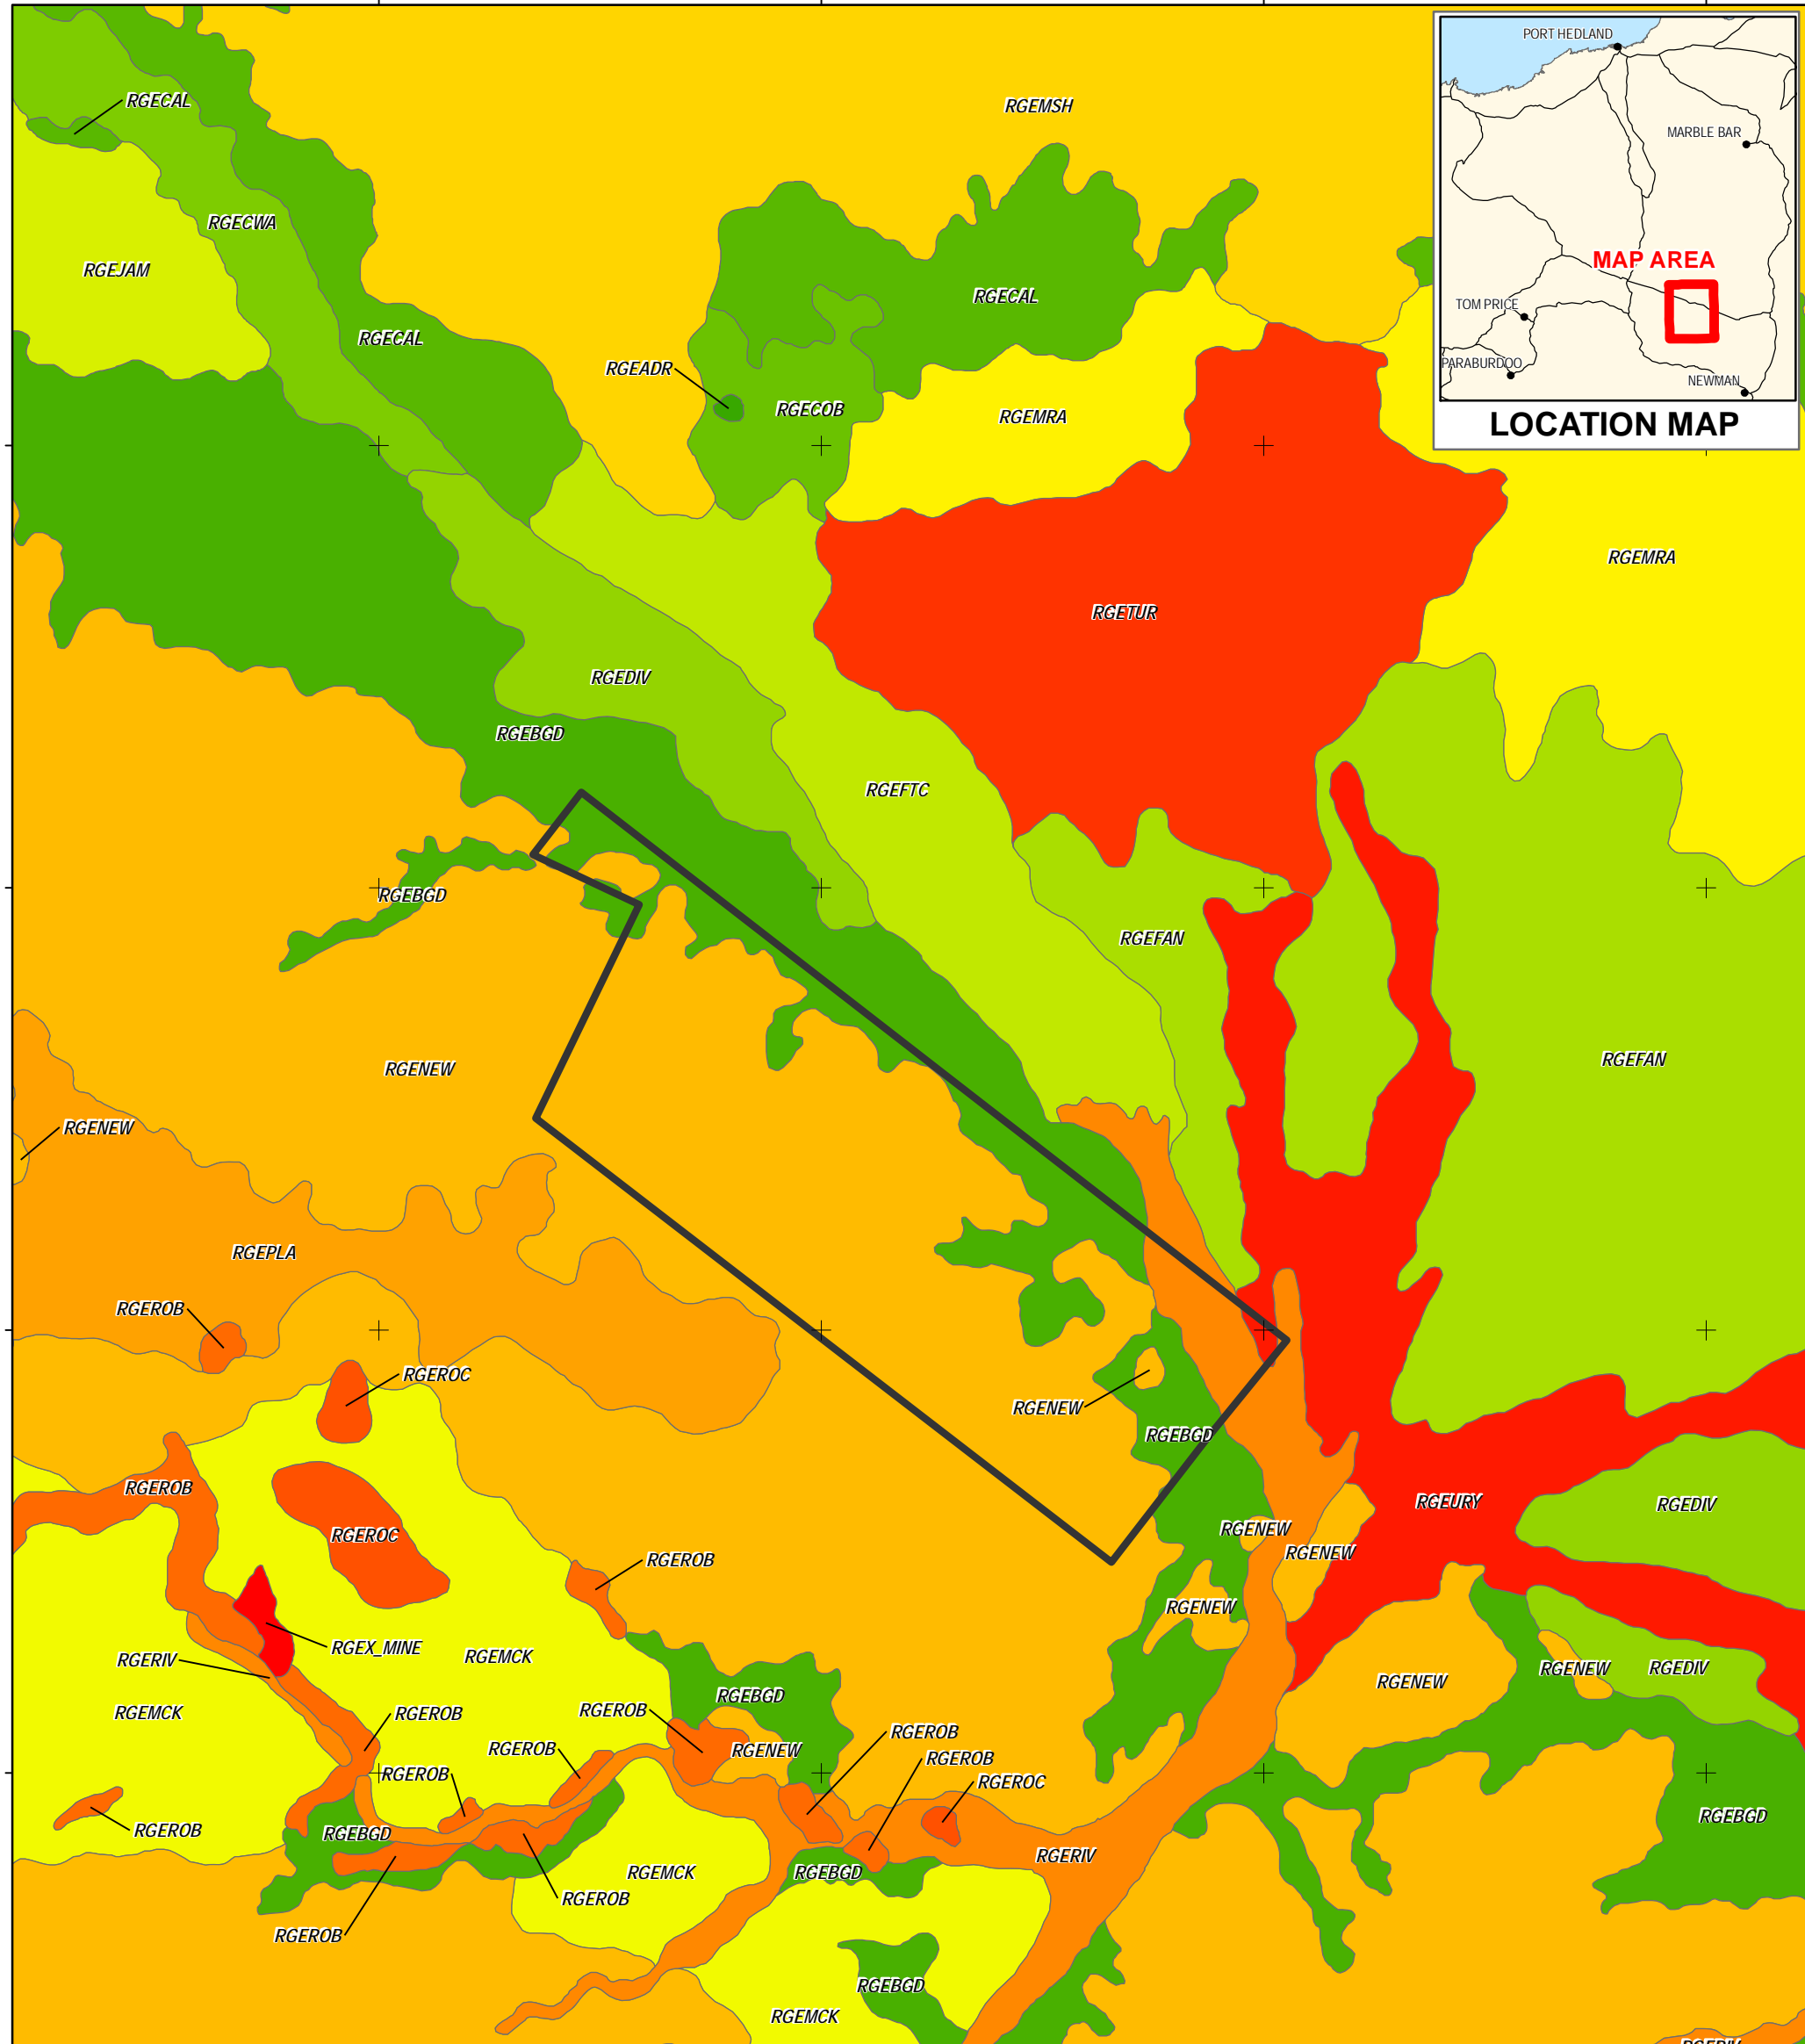 PORT HEDLAND
RGECAL
RGEMSH
MARBLE BAR
RGECWA
RGEJAM
MAP AREA
RGECAL
TOM PRICE
RGECAL
PARABURDOO
RGEADR
NEWMAN
RGECOB
RGEMRA
LOCATION MAP
RGEMRA
RGETUR
RGEDIV
RGEBGD
RGEFTC
RGEBGD
RGEFAN
RGEFAN
RGENEW
RGENEW
RGEPLA
RGEROB
RGEROC
RGENEW
RGEBGD
RGEROB
RGEURY
RGEDIV
RGEROC
RGENEW
RGENEW
RGEROB
RGENEW
RGEX_MINE
RGEMCK
RGERIV
RGENEW
RGEDIV
RGENEW
RGEBGD
RGEMCK
RGEROB
RGEROB
RGEROB
RGEROB
RGENEW
RGEROB
RGEROB
RGEROC
RGEROB
RGEBGD
RGEBGD
RGERIV
RGEMCK
RGEBGD
RGEROB
RGEROB
RGEBGD
RGEMCK